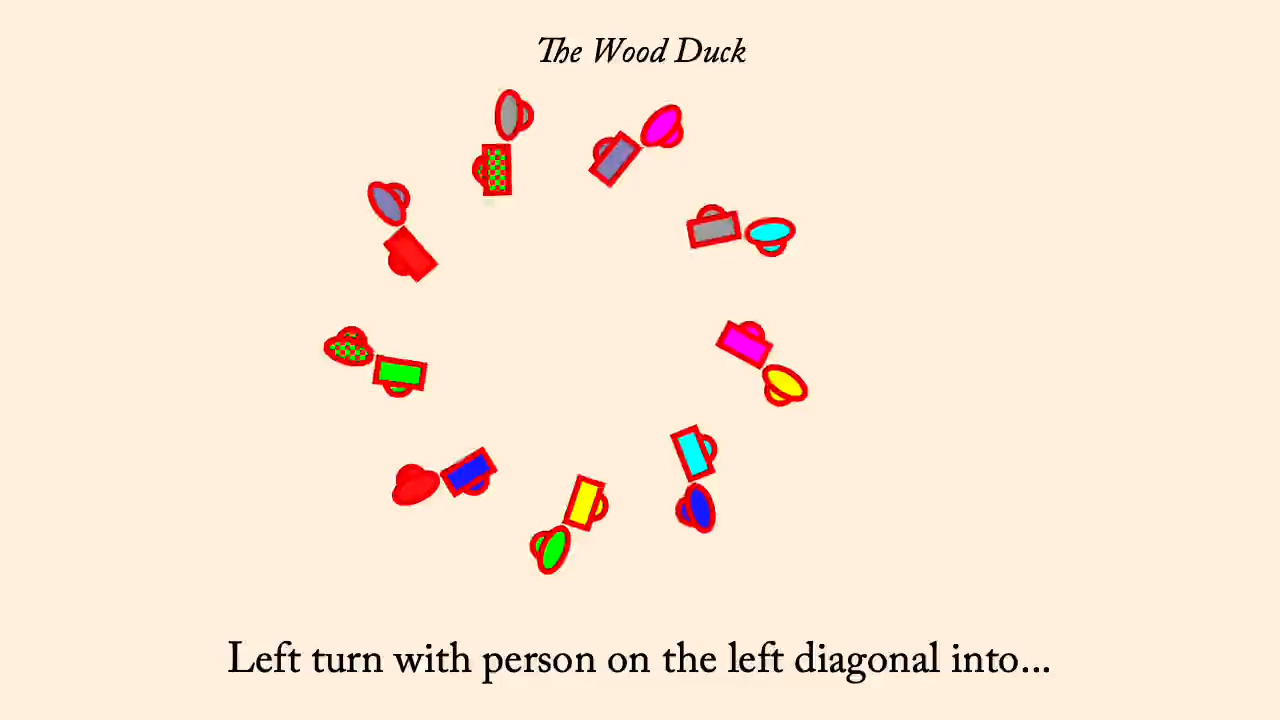 The Wood Duck
Left turn with person on the left diagonal into...